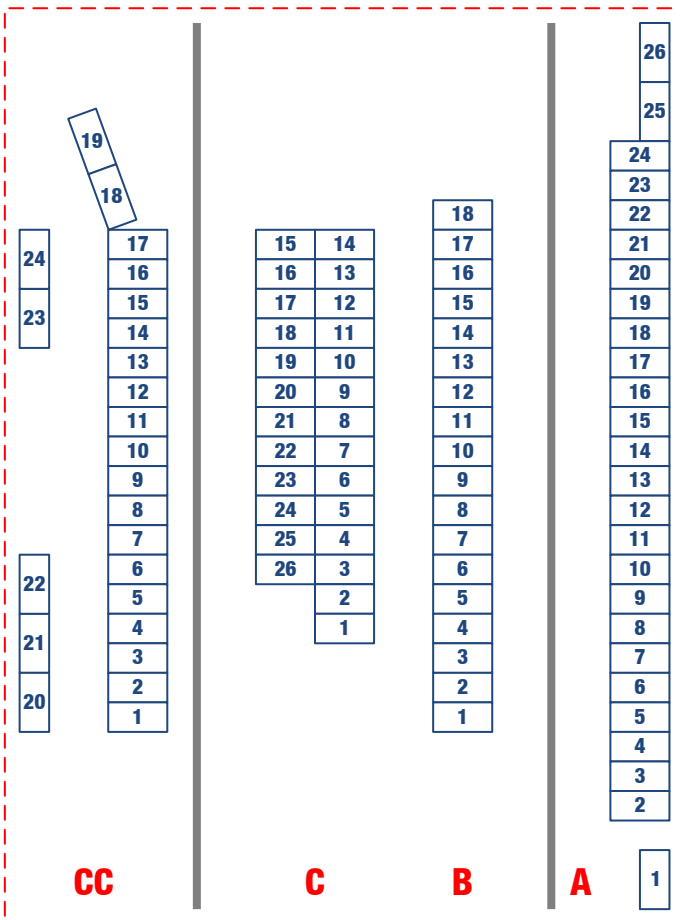 26
25
19
24
23
18
18 22
17 15 14 17 21
24
16 16 13 16 20
15 17 12 15 19
23
14 18 11 14 18
13 19 10 13 17
12 20 9 12 16
11 21 8 11 15
10 22 7 10 14
9 23 6 9 13
8 24 5 8 12
7 25 4 7 11
6 26 3 6 10
22
5 2 5 9
4 1 4 8
21
3 3 7
2 2 6
20
1 1 5
4
3
2
CC C B A 1